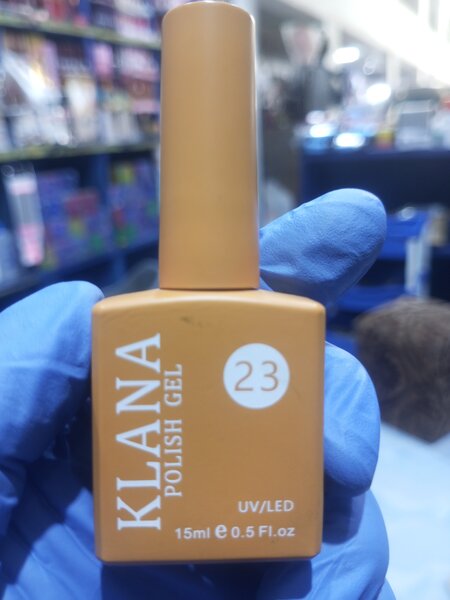 KLANA
POLISH GEL
23
UV/LED
15ml e 0.5 Fl.oz